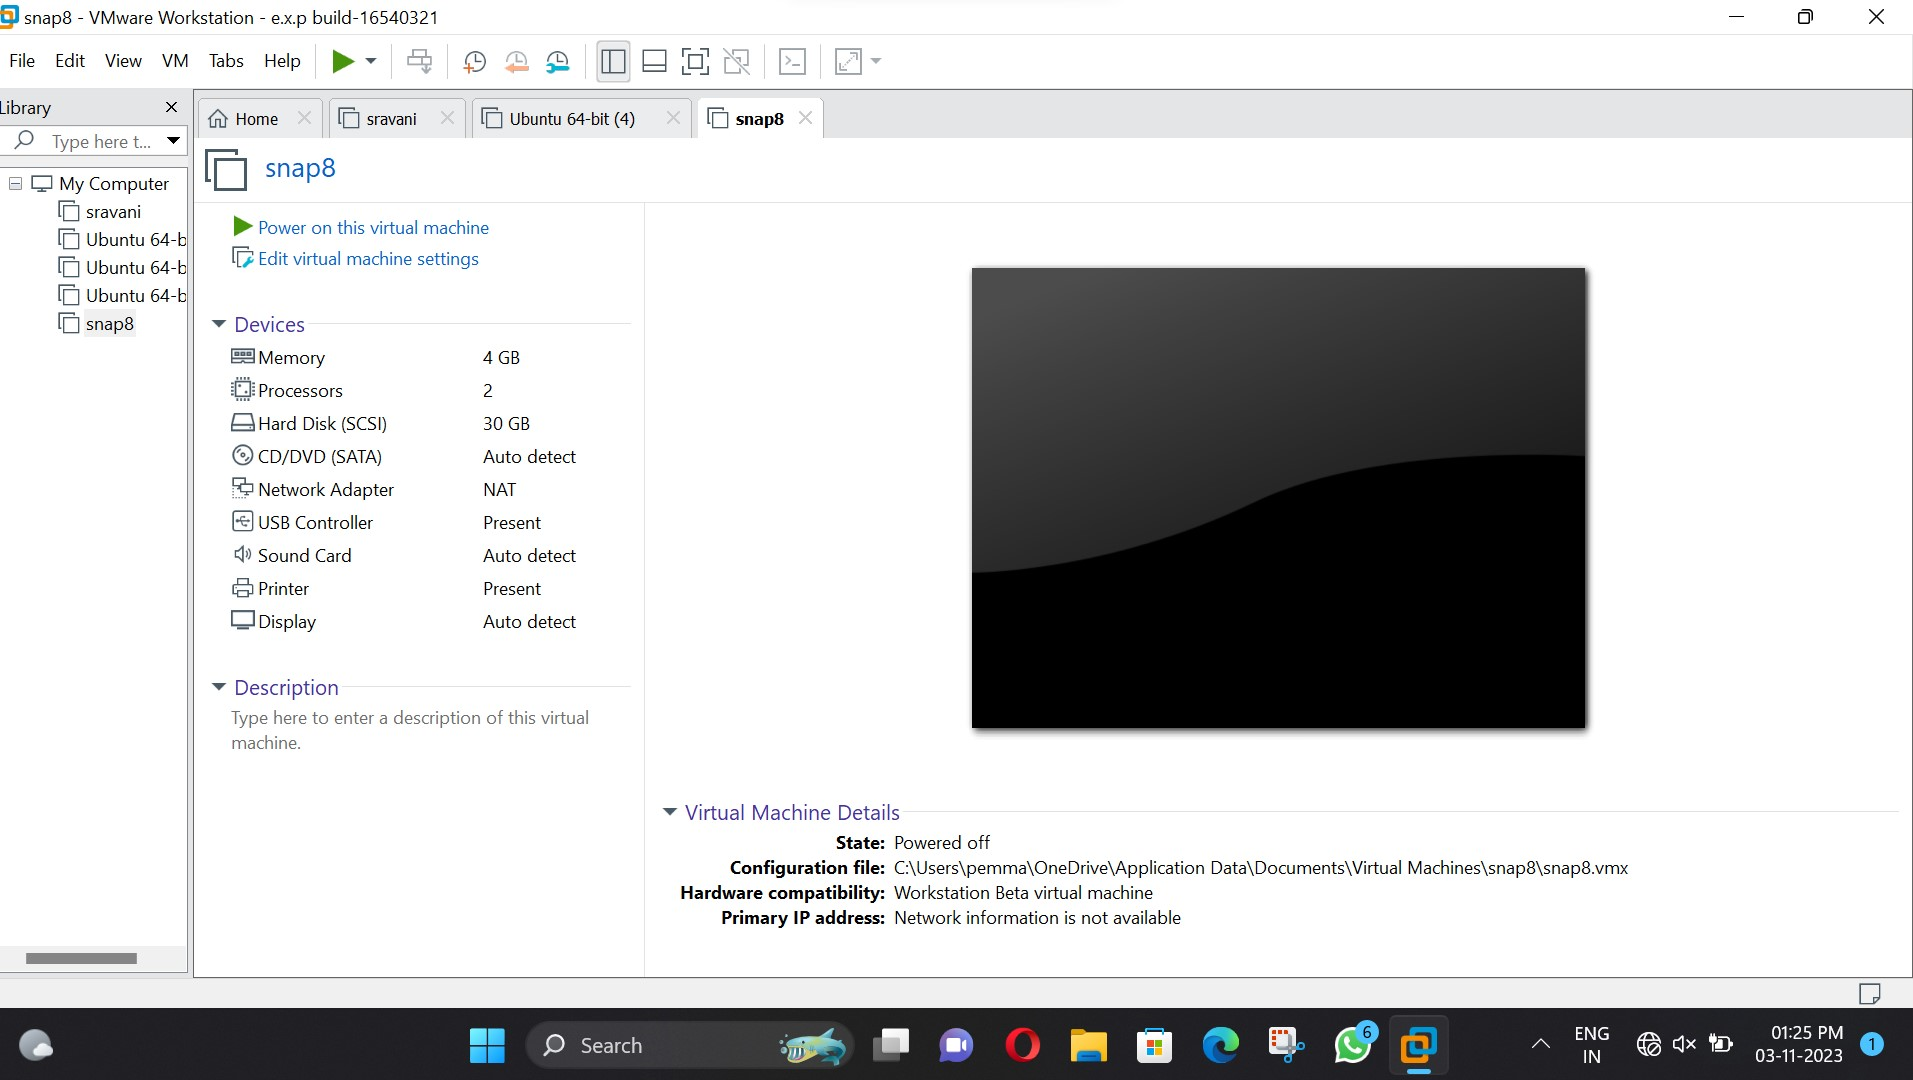 snap8 - VMware Workstation - e.x.p build-16540321
File Edit View VM Tabs Help
Library
Type here t...
My Computer
sravani
Ubuntu 64-b
Ubuntu 64-b
Ubuntu 64-b
snap8
Home sravani Ubuntu 64-bit (4) snap8
snap8
Power on this virtual machine
Edit virtual machine settings
Devices
Memory 4 GB
Processors 2
Hard Disk (SCSI) 30 GB
CD/DVD (SATA) Auto detect
Network Adapter NAT
USB Controller Present
Sound Card Auto detect
Printer Present
Display Auto detect
Description
Type here to enter a description of this virtual
machine.
Virtual Machine Details
State: Powered off
Configuration file: C:\Users\pemma\OneDrive\Application Data\Documents\Virtual Machines\snap8\snap8.vmx
Hardware compatibility: Workstation Beta virtual machine
Primary IP address: Network information is not available
Search
6
ENG
IN
01:25 PM
03-11-2023
1